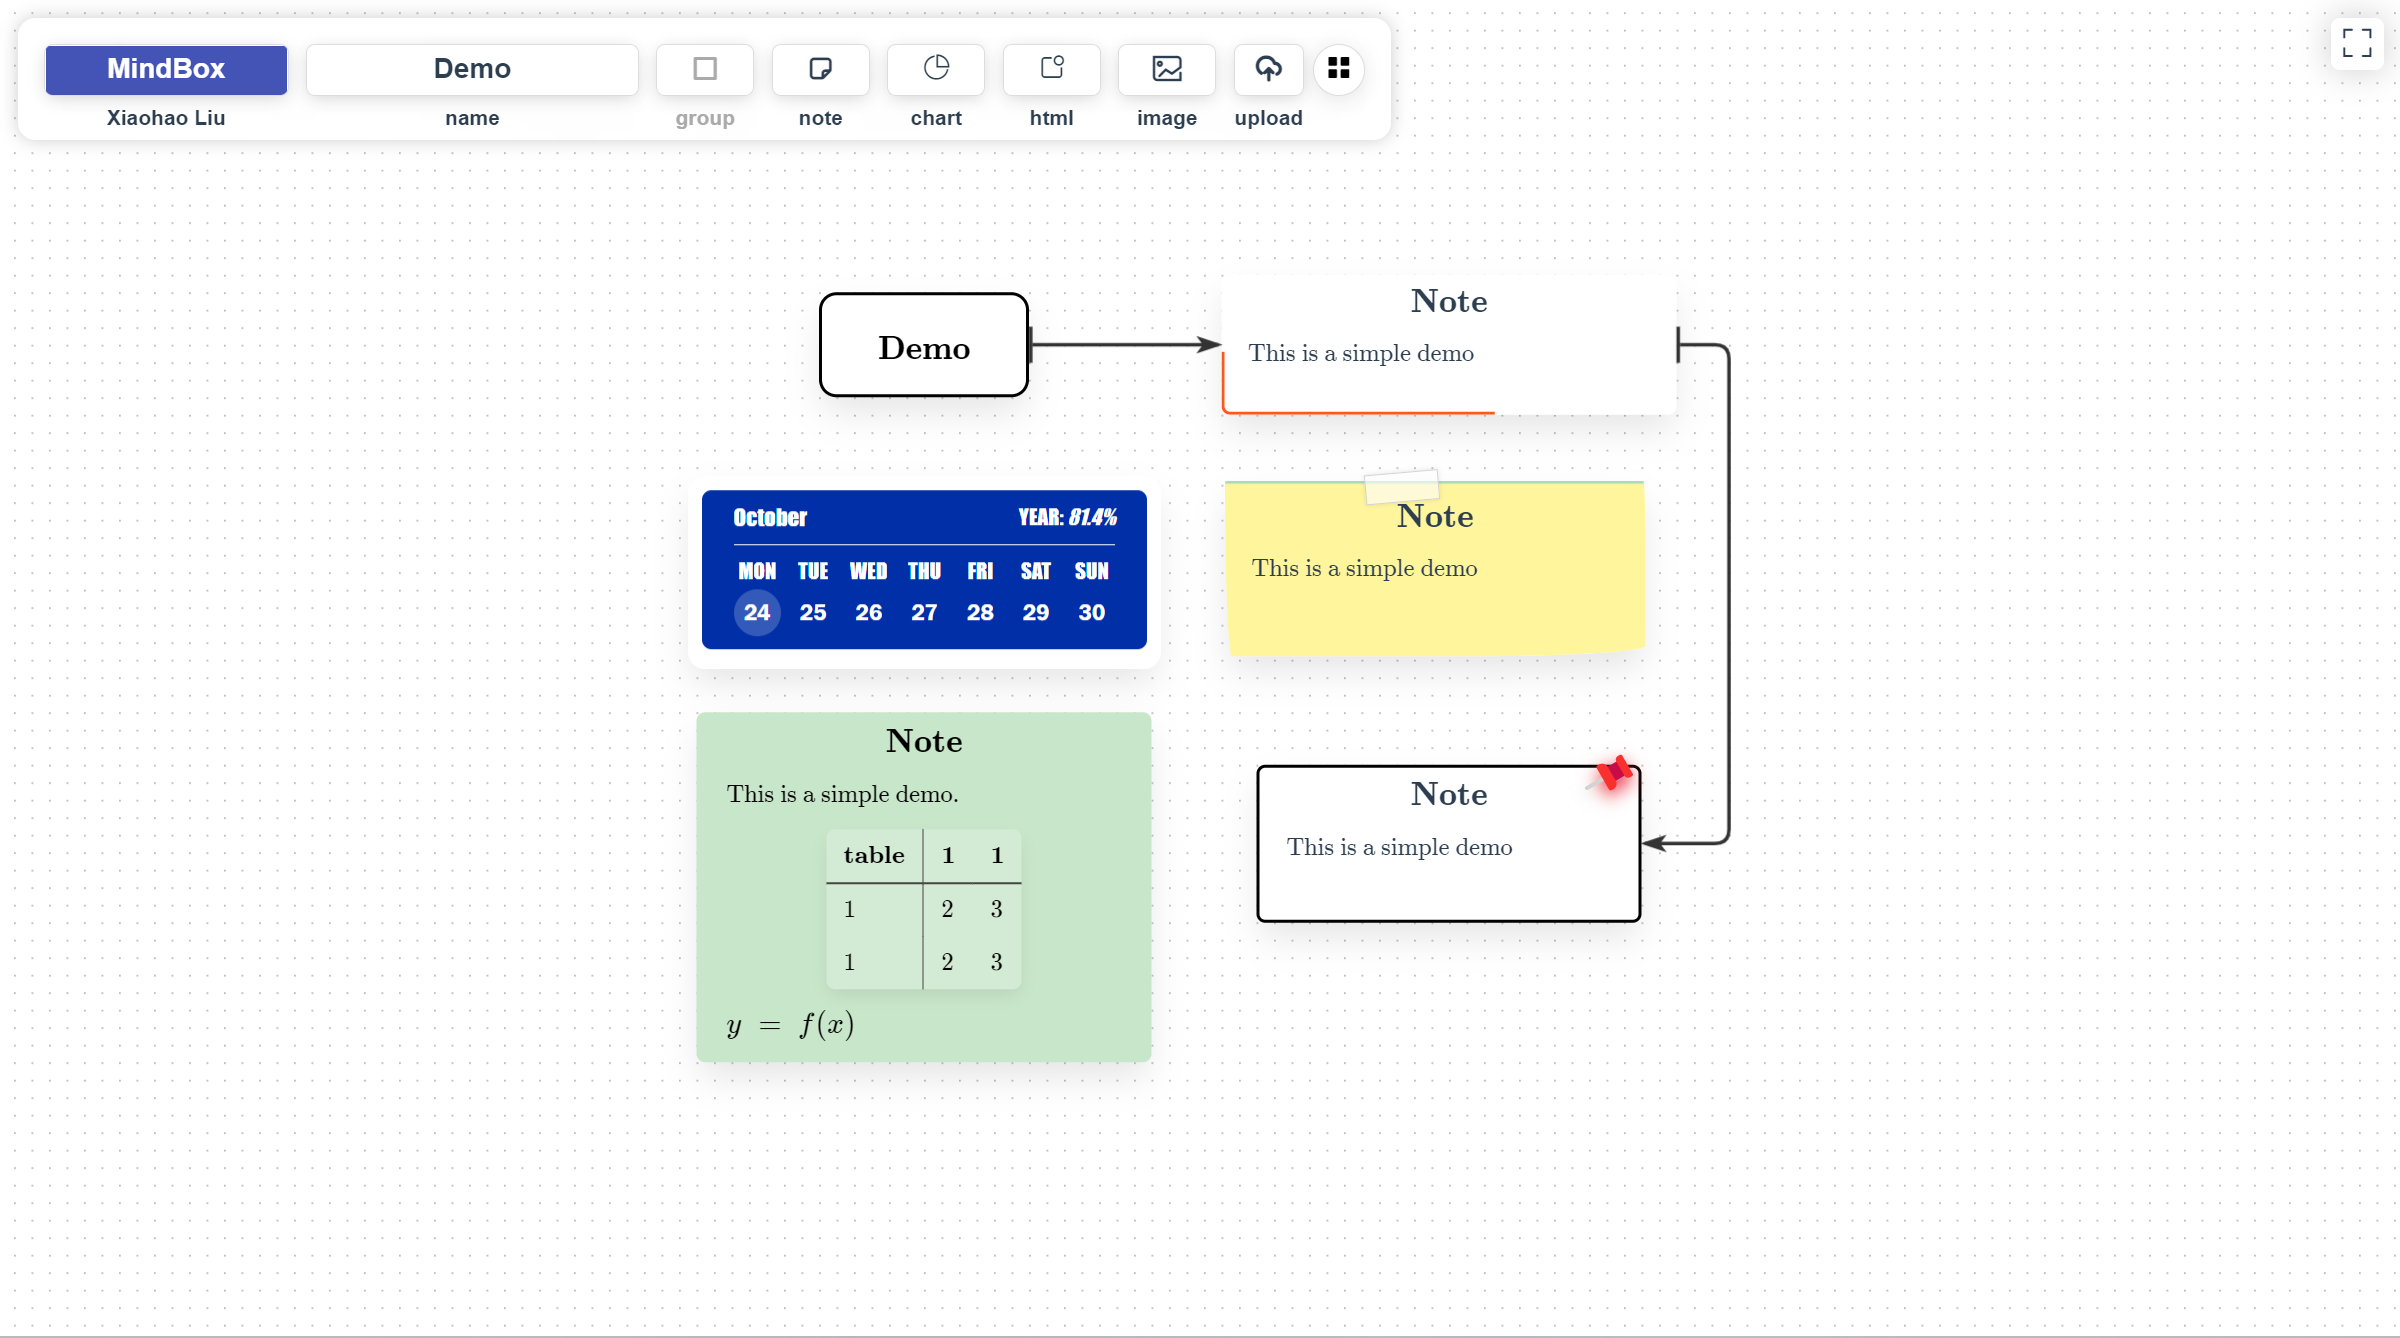 MindBox
Xiaohao Liu
Demo
name
group
note
chart
html
image
upload
Demo
Note
This is a simple demo
October YEAR: 81.4%
MON TUE WED THU FRI SAT SUN
24 25 26 27 28 29 30
Note
This is a simple demo
Note
This is a simple demo.
table 1 1
1 2 3
1 2 3
y = f(x)
Note
This is a simple demo